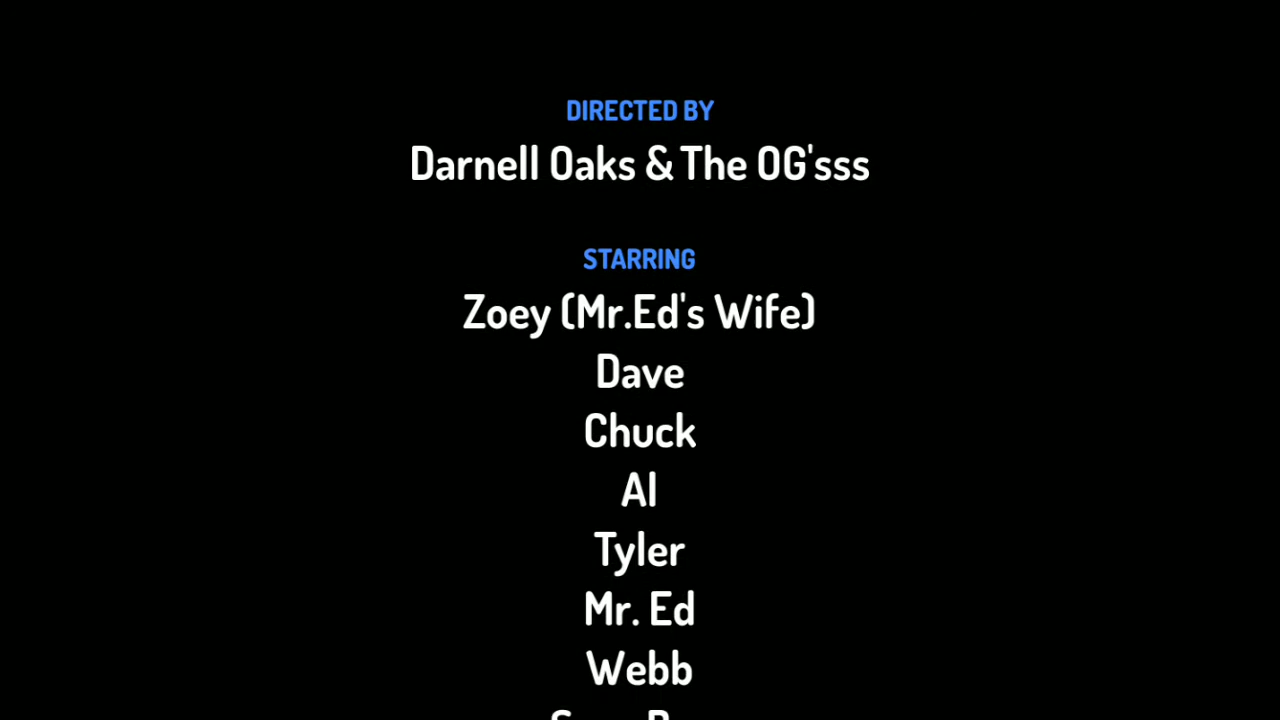 DIRECTED BY
Darnell Oaks & The OG'sss
STARRING
Zoey (Mr.Ed's Wife)
Dave
Chuck
Al
Tyler
Mr. Ed
Webb